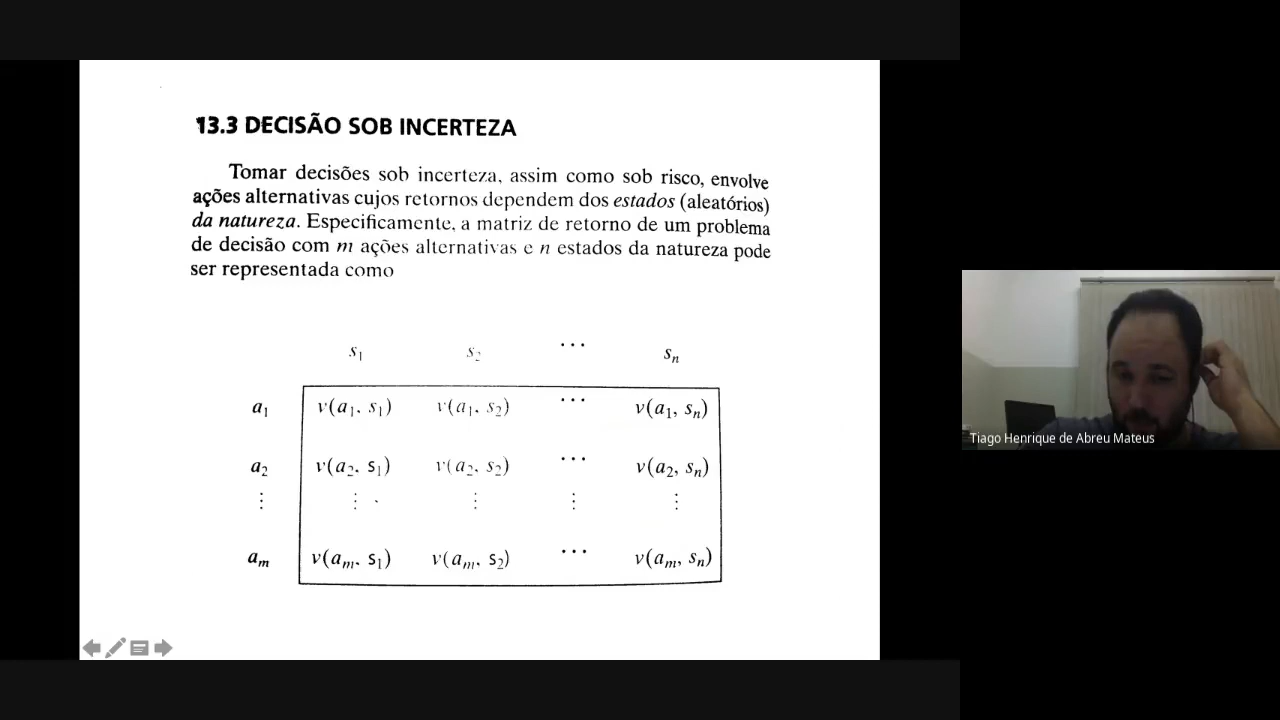 13.3 DECISÃO SOB INCERTEZA
Tomar decisões sob incerteza, assim como sob risco, envolve
ações alternativas cujos retornos dependem dos estados (aleatórios)
da natureza. Especificamente, a matriz de retorno de um problema
de decisão com m ações alternativas e n estados da natureza pode
ser representada como
s₁ s₂ ... sₙ
a₁ v(a₁, s₁) v(a₁, s₂) ... v(a₁, sₙ)
a₂ v(a₂, s₁) v(a₂, s₂) ... v(a₂, sₙ)
⋮ ⋮ ⋮ ⋮ ⋮
aₘ v(aₘ, s₁) v(aₘ, s₂) ... v(aₘ, sₙ)
Tiago Henrique de Abreu Mateus